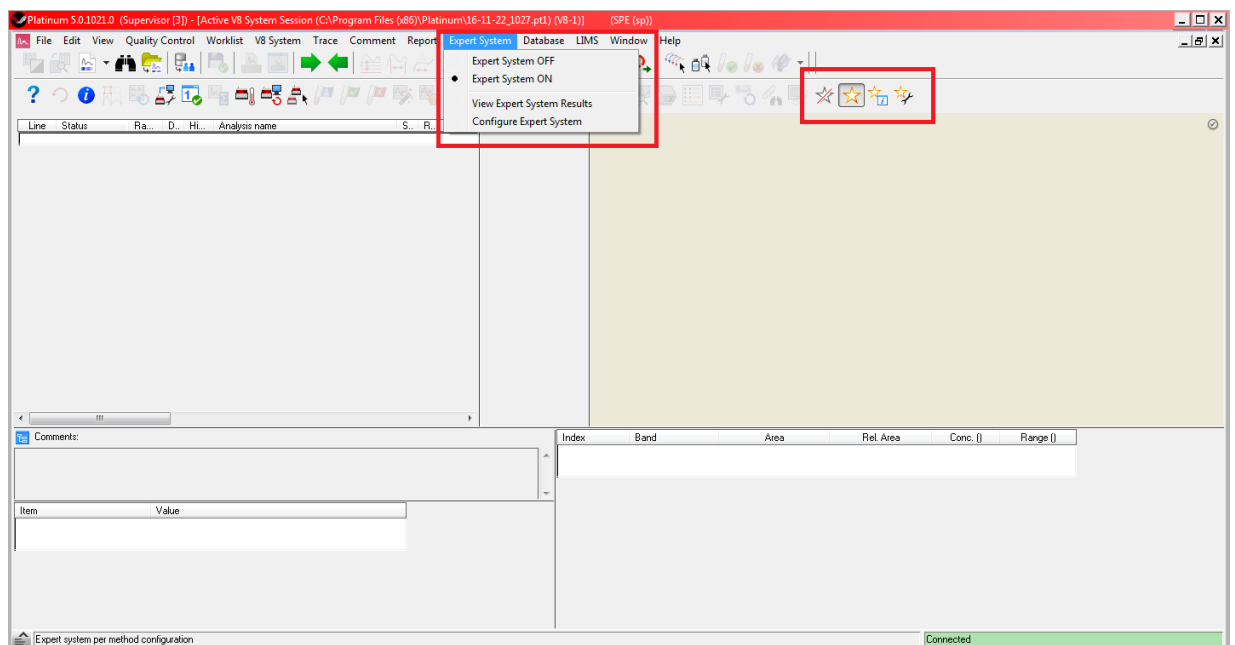 Platinum 5.0.1021.0 (Supervisor [3]) - [Active V8 System Session (C:\Program Files (x86)\Platinum\16-11-22_1027.pt1) (V8-1)] (SPE (sp))
File Edit View Quality Control Worklist V8 System Trace Comment Report Expert System Database LIMS Window Help
Expert System OFF
Expert System ON
View Expert System Results
Configure Expert System
Line Status Ra... D.. Hi... Analysis name S.. R..
Comments:
Index Band Area Rel. Area Conc. () Range ()
Item Value
Expert system per method configuration Connected